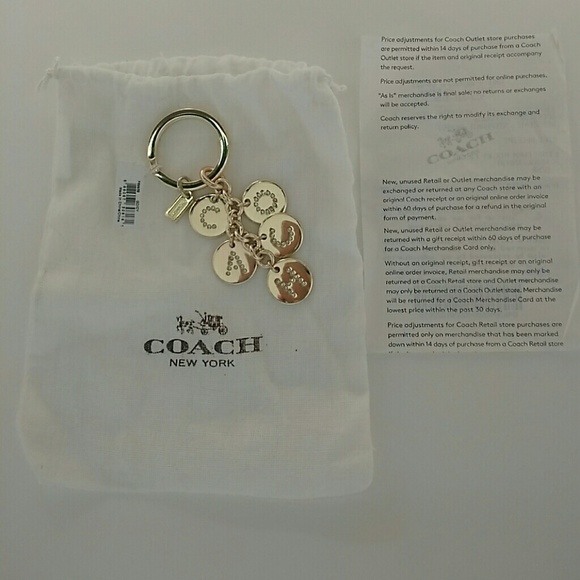 COACH
NEW YORK
C
O
A
C
H
Price adjustments for Coach Outlet store purchases
are permitted within 14 days of purchase from a Coach
Outlet store if the item and original receipt accompany
the request.
Price adjustments are not permitted for online purchases.
"As Is" merchandise is final sale; no returns or exchanges
will be accepted.
Coach reserves the right to modify its exchange and
return policy.
COACH
New, unused Retail or Outlet merchandise may be
exchanged or returned at any Coach store with an
original Coach receipt or an original online order invoice
within 60 days of purchase for a refund in the original
form of payment.
New, unused Retail or Outlet merchandise may be
returned with a gift receipt within 60 days of purchase
for a Coach Merchandise Card only.
Without an original receipt, gift receipt or an original
online order invoice, Retail merchandise may only be
returned at a Coach Retail store and Outlet merchandise
may only be returned at a Coach Outlet store. Merchandise
will be returned for a Coach Merchandise Card at the
lowest price within the past 30 days.
Price adjustments for Coach Retail store purchases are
permitted only on merchandise that has been marked
down within 14 days of purchase from a Coach Retail store